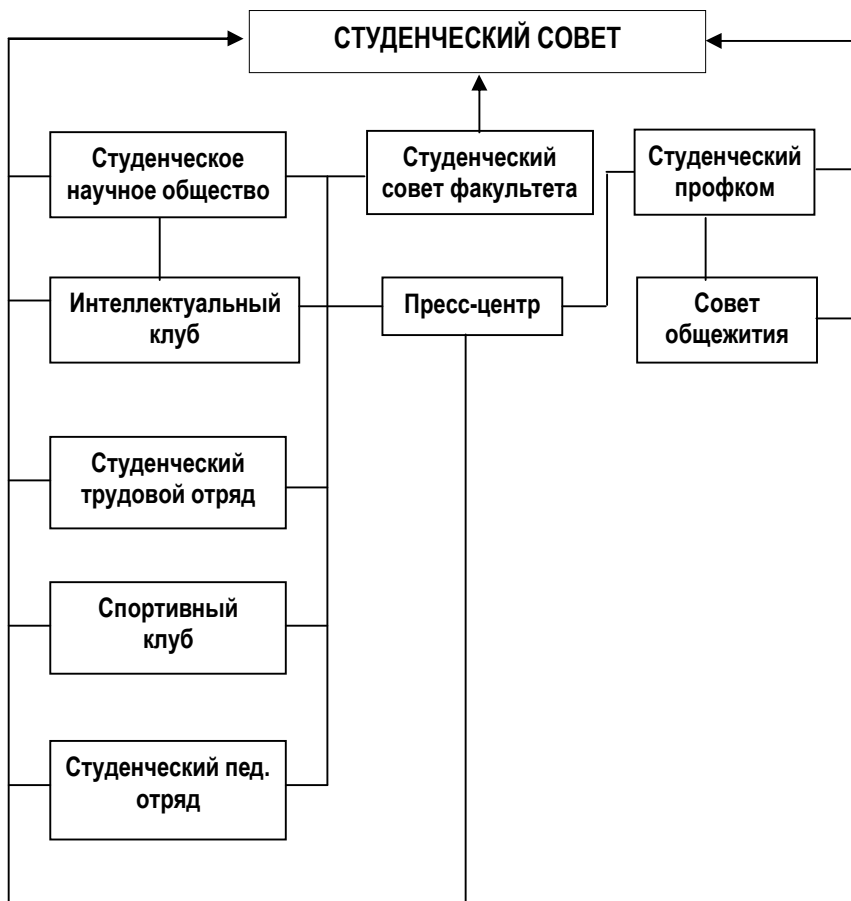 СТУДЕНЧЕСКИЙ СОВЕТ
Студенческое
научное общество
Студенческий
совет факультета
Студенческий
профком
Интеллектуальный
клуб
Пресс-центр
Совет
общежития
Студенческий
трудовой отряд
Спортивный
клуб
Студенческий пед.
отряд